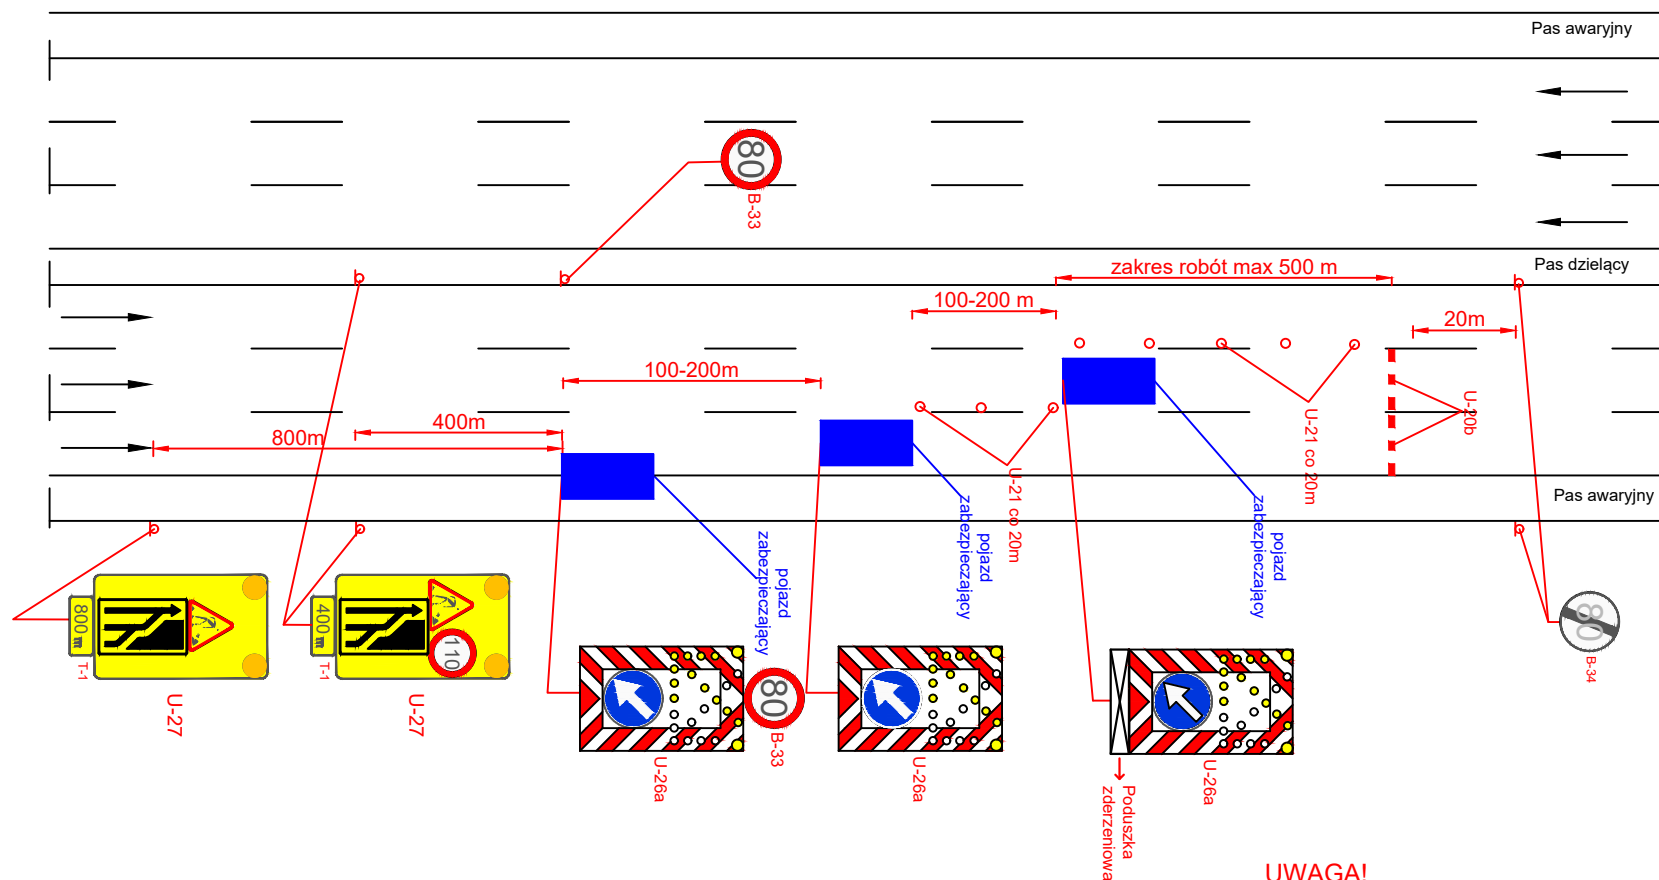 Pas awaryjny
80
B-33
Pas dzielący
zakres robót max 500 m
100-200 m
20m
100-200m
400m
800m
U-20b
U-21 co 20m
U-21 co 20m
Pas awaryjny
pojazd
zabezpieczający
pojazd
zabezpieczający
pojazd
zabezpieczający
800 m
T-1
U-27
400 m
110
T-1
U-27
80
B-33
U-26a
U-26a
U-26a
Poduszka
zderzeniowa
80
B-34
UWAGA!